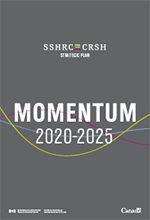 SSHRC≡CRSH
STRATEGIC PLAN
MOMENTUM
2020-2025
Canada